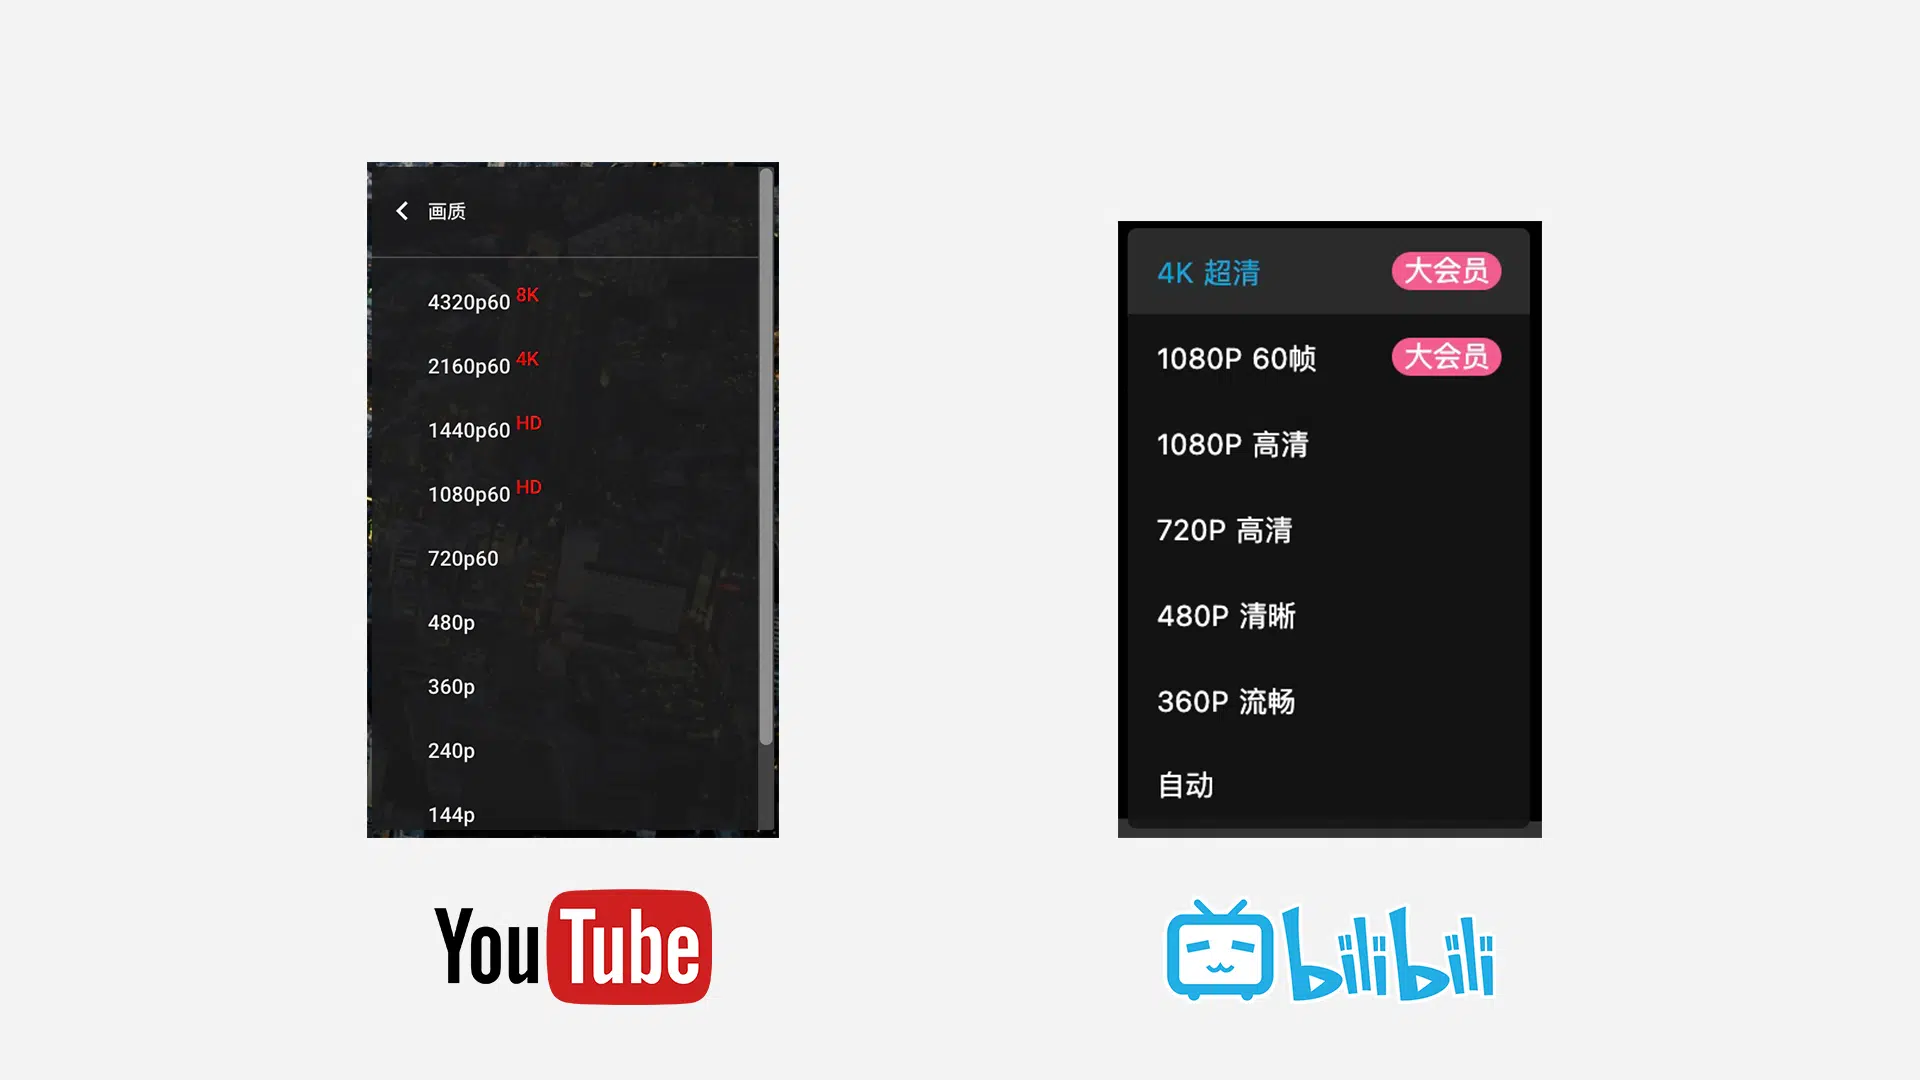 画质
4320p60 8K
2160p60 4K
1440p60 HD
1080p60 HD
720p60
480p
360p
240p
144p
YouTube
4K 超清 大会员
1080P 60帧 大会员
1080P 高清
720P 高清
480P 清晰
360P 流畅
自动
bilibili